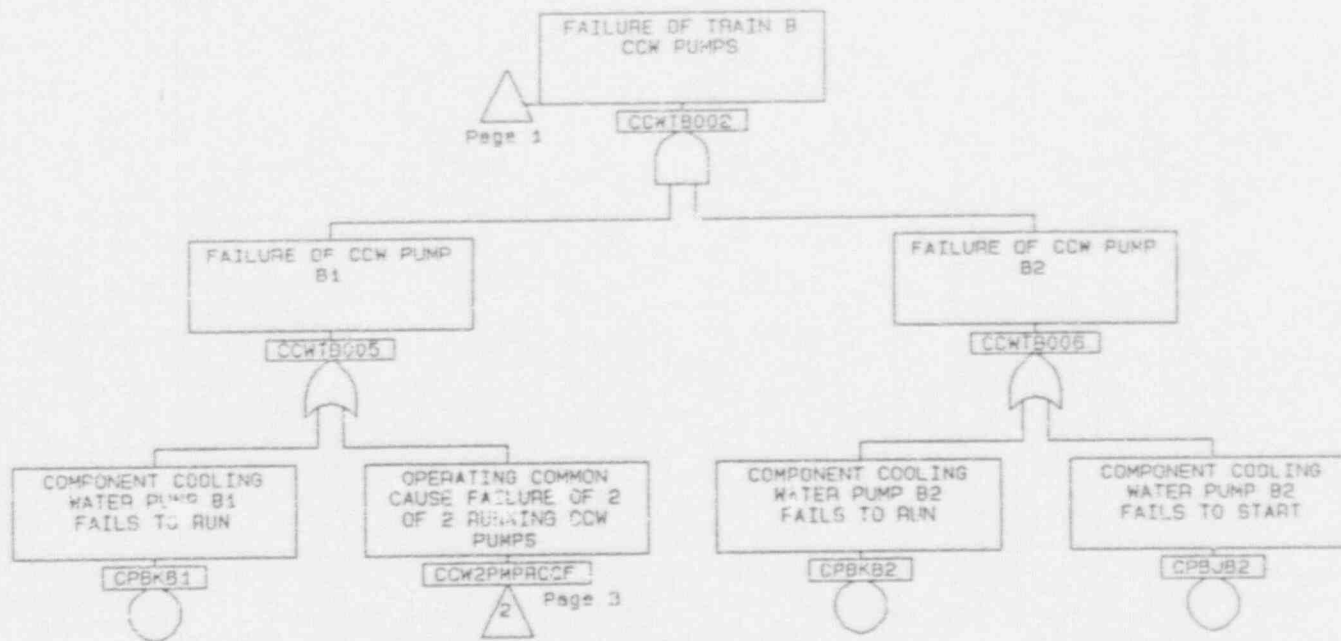 FAILURE OF TRAIN B
CCW PUMPS
Page 1
CCWTB002
FAILURE OF CCW PUMP
B1
FAILURE OF CCW PUMP
B2
CCWTB005
CCWTB006
COMPONENT COOLING
WATER PUMP B1
FAILS TO RUN
OPERATING COMMON
CAUSE FAILURE OF 2
OF 2 RUNNING CCW
PUMPS
COMPONENT COOLING
WATER PUMP B2
FAILS TO RUN
COMPONENT COOLING
WATER PUMP B2
FAILS TO START
CPBKB1
CCW2PMPRCCF
CPBKB2
CPBJB2
2
Page 3